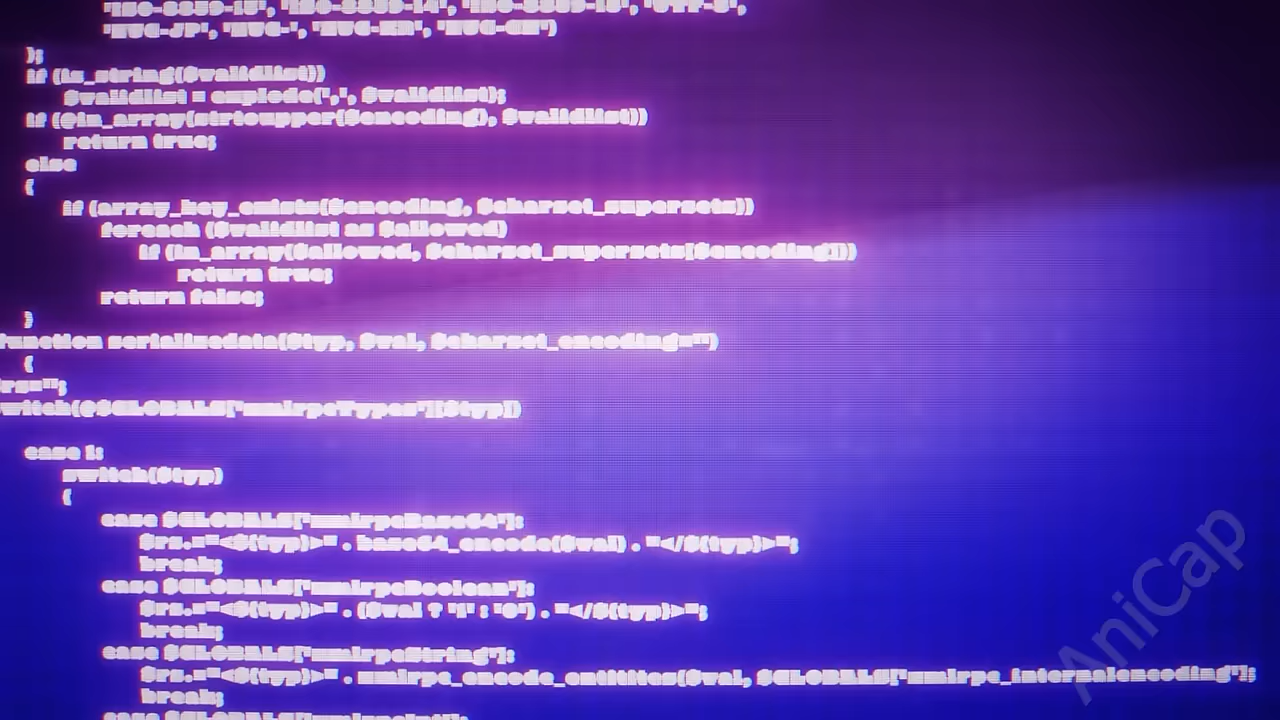 'ISO-8859-13', 'ISO-8859-14', 'ISO-8859-15', 'UTF-8',
'EUC-JP', 'EUC-', 'EUC-KR', 'EUC-CN')
);
if (is_string($validlist))
$validlist = explode(',', $validlist);
if (@in_array(strtoupper($encoding), $validlist))
return true;
else
{
if (array_key_exists($encoding, $charset_supersets))
foreach ($validlist as $allowed)
if (in_array($allowed, $charset_supersets[$encoding]))
return true;
return false;
}
function serializedata($typ, $val, $charset_encoding='')
{
rs='';
switch(@$GLOBALS['xmlrpcTypes'][$typ])
case 1:
switch($typ)
{
case $GLOBALS['xmlrpcBase64']:
$rs.="<${typ}>" . base64_encode($val) . "</${typ}>";
break;
case $GLOBALS['xmlrpcBoolean']:
$rs.="<${typ}>" . ($val ? '1' : '0') . "</${typ}>";
break;
case $GLOBALS['xmlrpcString']:
$rs.="<${typ}>" . xmlrpc_encode_entitites($val, $GLOBALS['xmlrpc_internalencoding'];
break;
case $GLOBALS['xmlrpcInt']:
AniCap